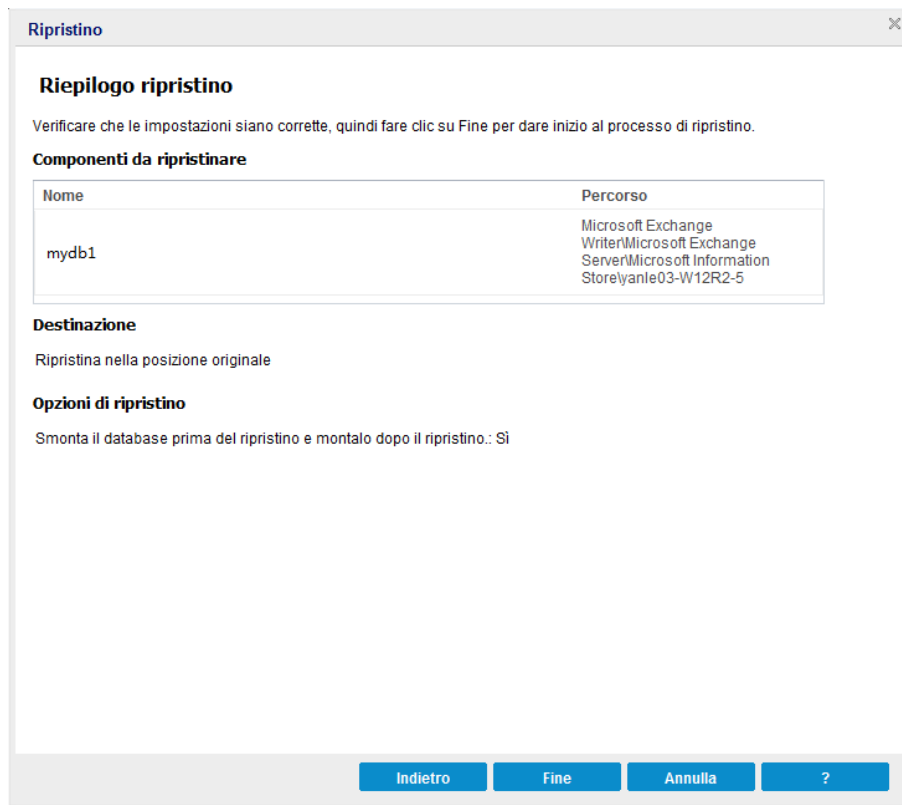 Ripristino
Riepilogo ripristino
Verificare che le impostazioni siano corrette, quindi fare clic su Fine per dare inizio al processo di ripristino.
Componenti da ripristinare
Nome
Percorso
mydb1
Microsoft Exchange
Writer\Microsoft Exchange
Server\Microsoft Information
Store\yanle03-W12R2-5
Destinazione
Ripristina nella posizione originale
Opzioni di ripristino
Smonta il database prima del ripristino e montalo dopo il ripristino.: Sì
Indietro
Fine
Annulla
?